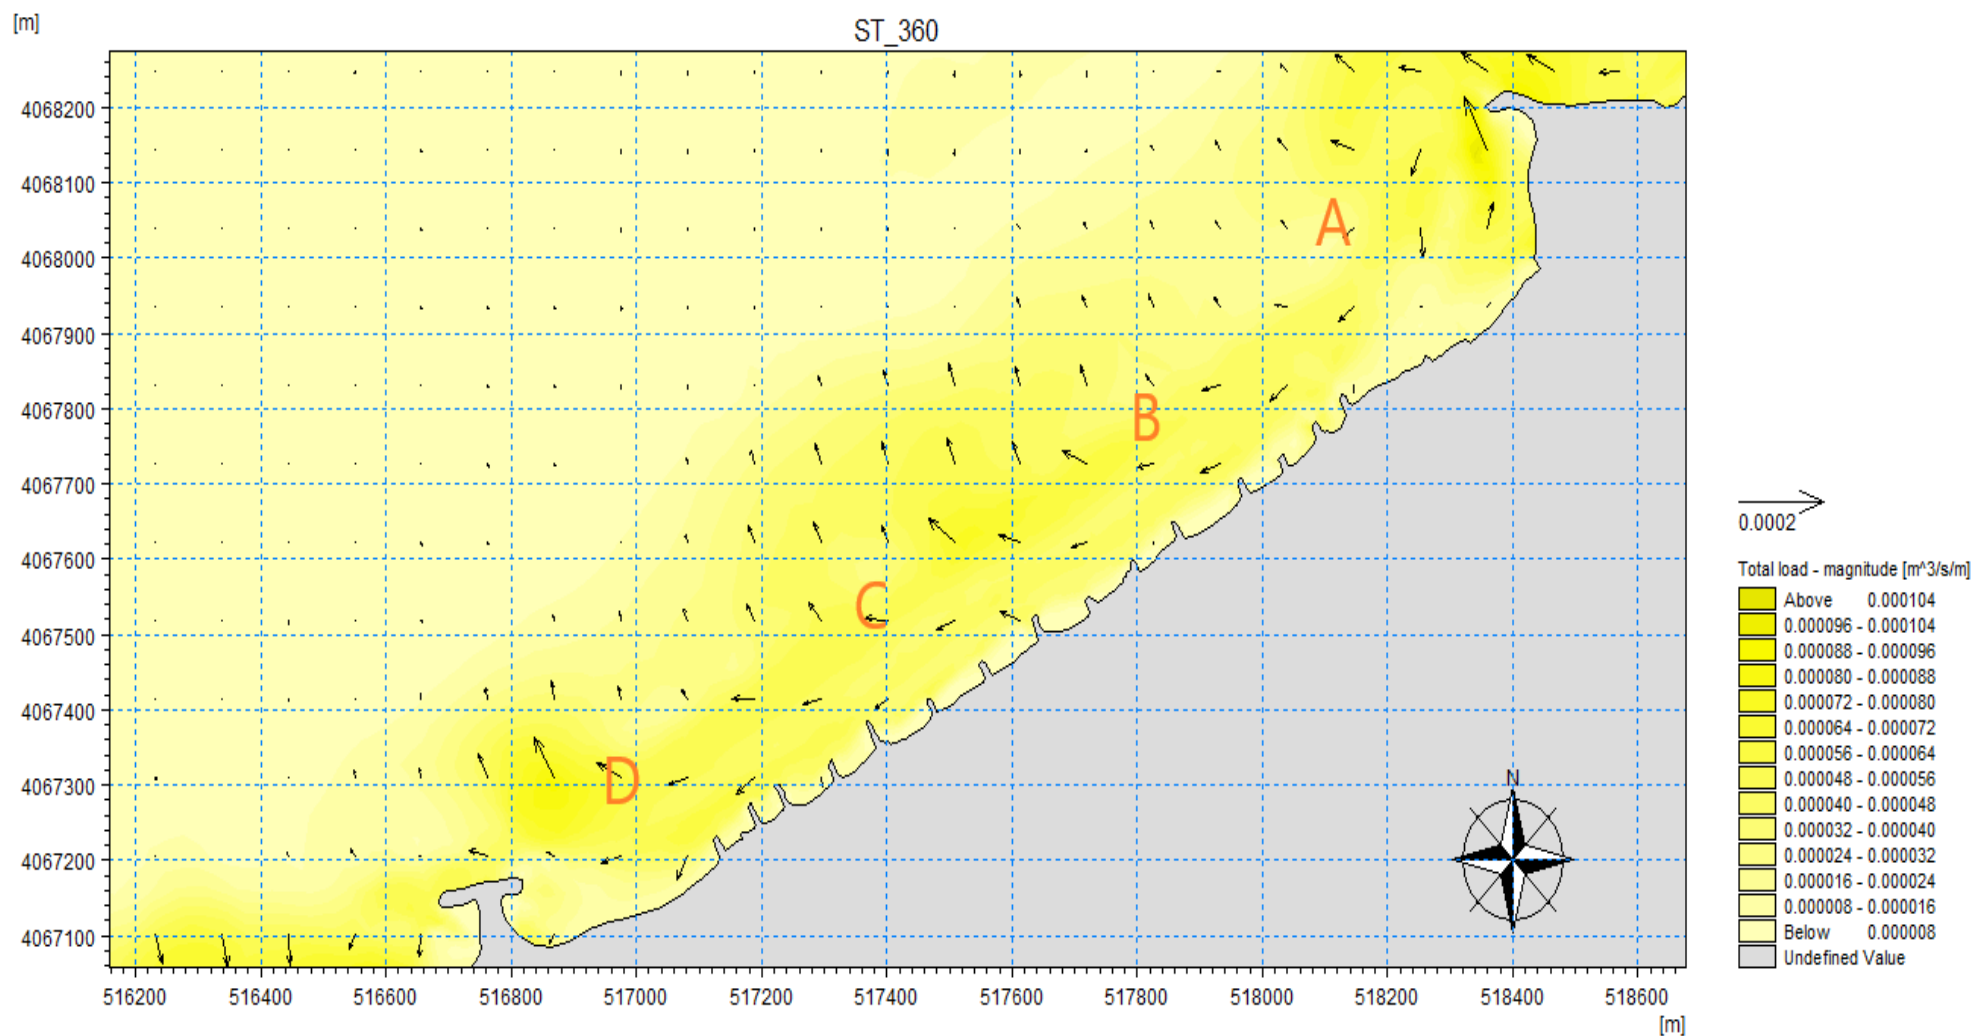 [m]
ST_360
4068200
4068100
4068000
4067900
4067800
4067700
4067600
4067500
4067400
4067300
4067200
4067100
A
B
C
D
N
516200 516400 516600 516800 517000 517200 517400 517600 517800 518000 518200 518400 518600
[m]
0.0002
Total load - magnitude [m^3/s/m]
Above 0.000104
0.000096 - 0.000104
0.000088 - 0.000096
0.000080 - 0.000088
0.000072 - 0.000080
0.000064 - 0.000072
0.000056 - 0.000064
0.000048 - 0.000056
0.000040 - 0.000048
0.000032 - 0.000040
0.000024 - 0.000032
0.000016 - 0.000024
0.000008 - 0.000016
Below 0.000008
Undefined Value